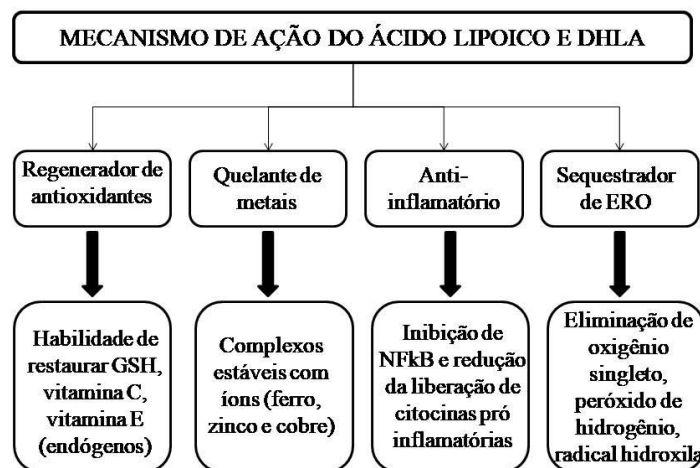 MECANISMO DE AÇÃO DO ÁCIDO LIPOICO E DHLA
Regenerador de
antioxidantes
Quelante de
metais
Anti-
inflamatório
Sequestrador
de ERO
Habilidade de
restaurar GSH,
vitamina C,
vitamina E
(endógenos)
Complexos
estáveis com
íons (ferro,
zinco e cobre)
Inibição de
NFkB e redução
da liberação de
citocinas pró
inflamatórias
Eliminação de
oxigênio
singleto,
peróxido de
hidrogênio,
radical hidroxila